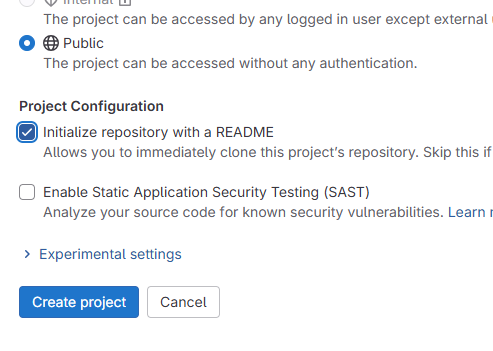 Internal
The project can be accessed by any logged in user except external
Public
The project can be accessed without any authentication.
Project Configuration
Initialize repository with a README
Allows you to immediately clone this project's repository. Skip this if
Enable Static Application Security Testing (SAST)
Analyze your source code for known security vulnerabilities. Learn
Experimental settings
Create project
Cancel